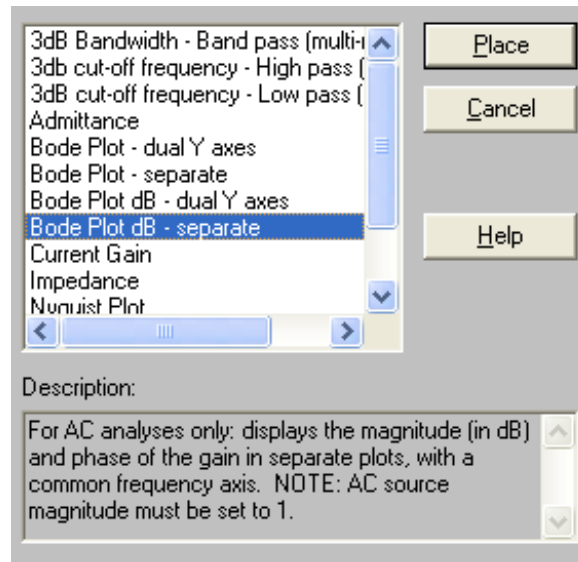 3dB Bandwidth - Band pass (multi-
3db cut-off frequency - High pass (
3dB cut-off frequency - Low pass (
Admittance
Bode Plot - dual Y axes
Bode Plot - separate
Bode Plot dB - dual Y axes
Bode Plot dB - separate
Current Gain
Impedance
Nyquist Plot
Place
Cancel
Help
Description:
For AC analyses only: displays the magnitude (in dB)
and phase of the gain in separate plots, with a
common frequency axis.  NOTE: AC source
magnitude must be set to 1.